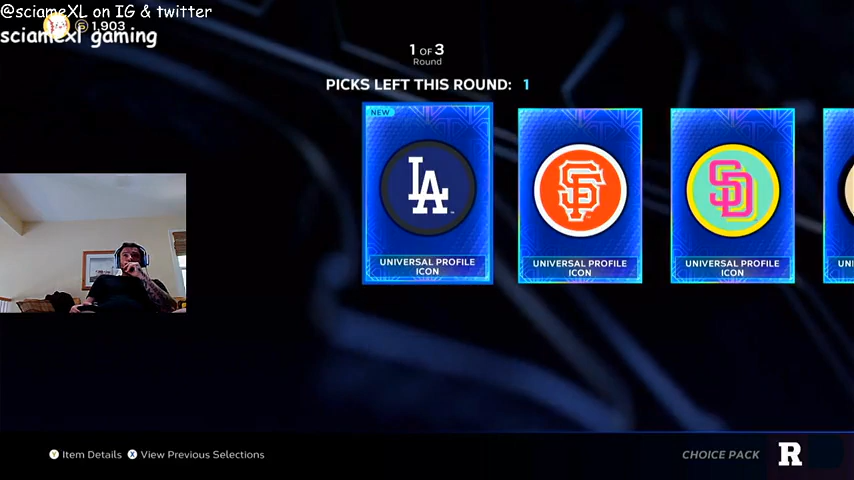 @sciameXL on IG & twitter
1,903
sciamexl gaming
1 OF 3
Round
PICKS LEFT THIS ROUND: 1
NEW
LA
SF
SD
UNIVERSAL PROFILE
ICON
UNIVERSAL PROFILE
ICON
UNIVERSAL PROFILE
ICON
UNI
Y Item Details
X View Previous Selections
CHOICE PACK
R